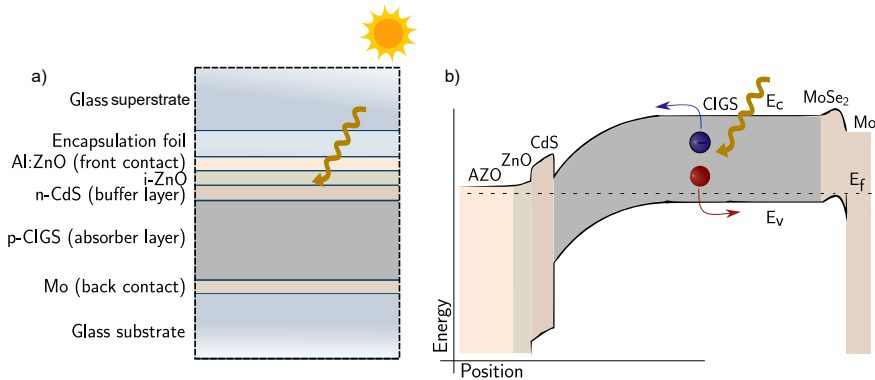 a)
Glass superstrate
Encapsulation foil
Al:ZnO (front contact)
i-ZnO
n-CdS (buffer layer)
p-CIGS (absorber layer)
Mo (back contact)
Glass substrate
b)
CIGS
E_c
MoSe₂
Mo
CdS
ZnO
AZO
E_f
E_v
Energy
Position